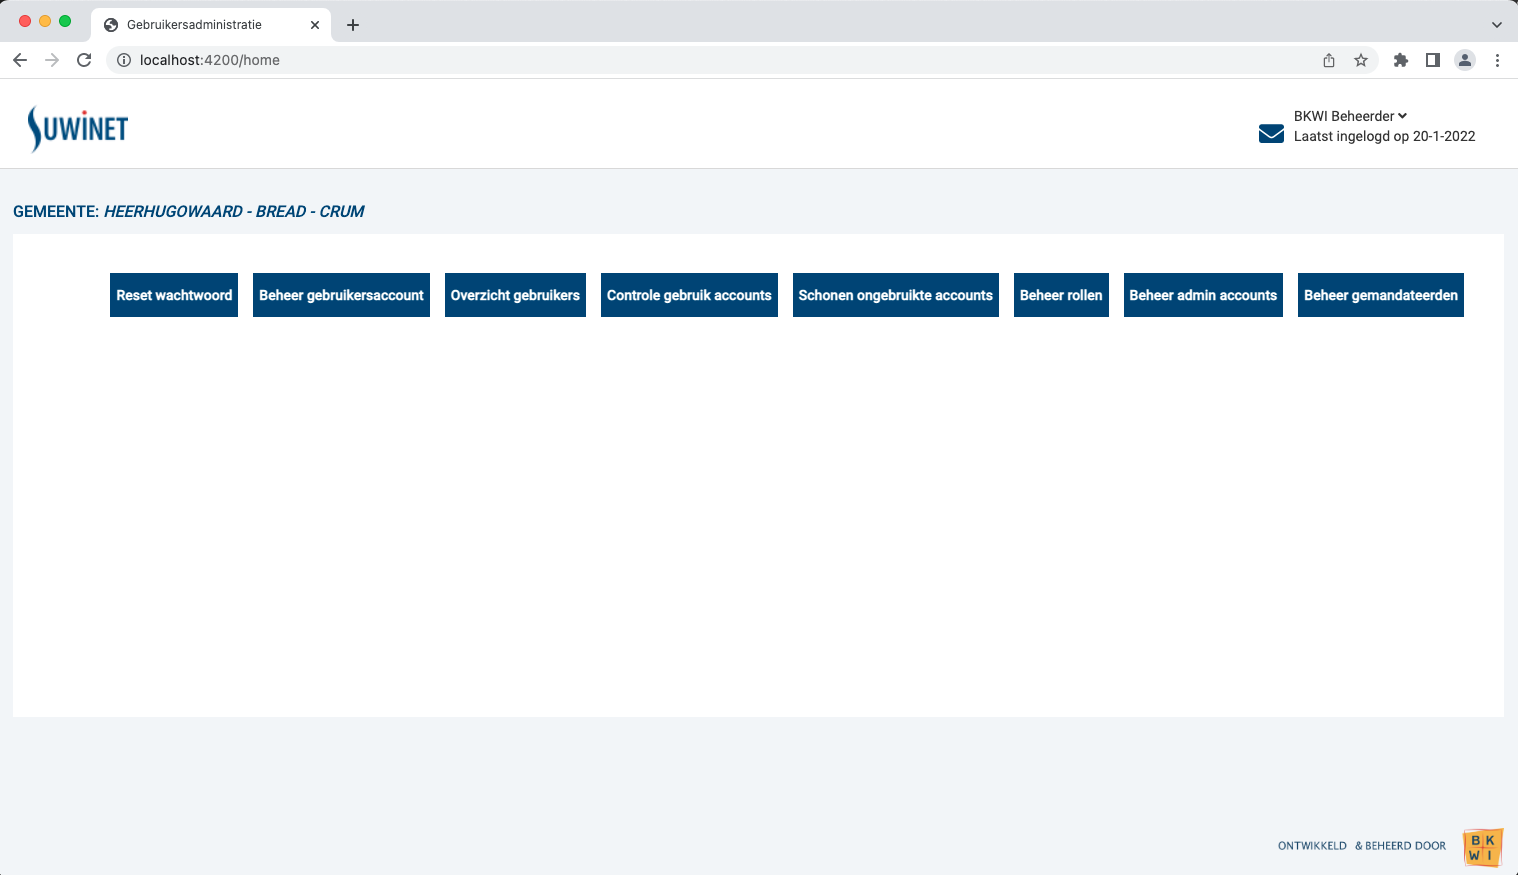 Gebruikersadministratie
localhost:4200/home
SUWINET
BKWI Beheerder
Laatst ingelogd op 20-1-2022
GEMEENTE: HEERHUGOWAARD - BREAD - CRUM
Reset wachtwoord Beheer gebruikersaccount Overzicht gebruikers Controle gebruik accounts Schonen ongebruikte accounts Beheer rollen Beheer admin accounts Beheer gemandateerden
ONTWIKKELD & BEHEERD DOOR
BK
WI